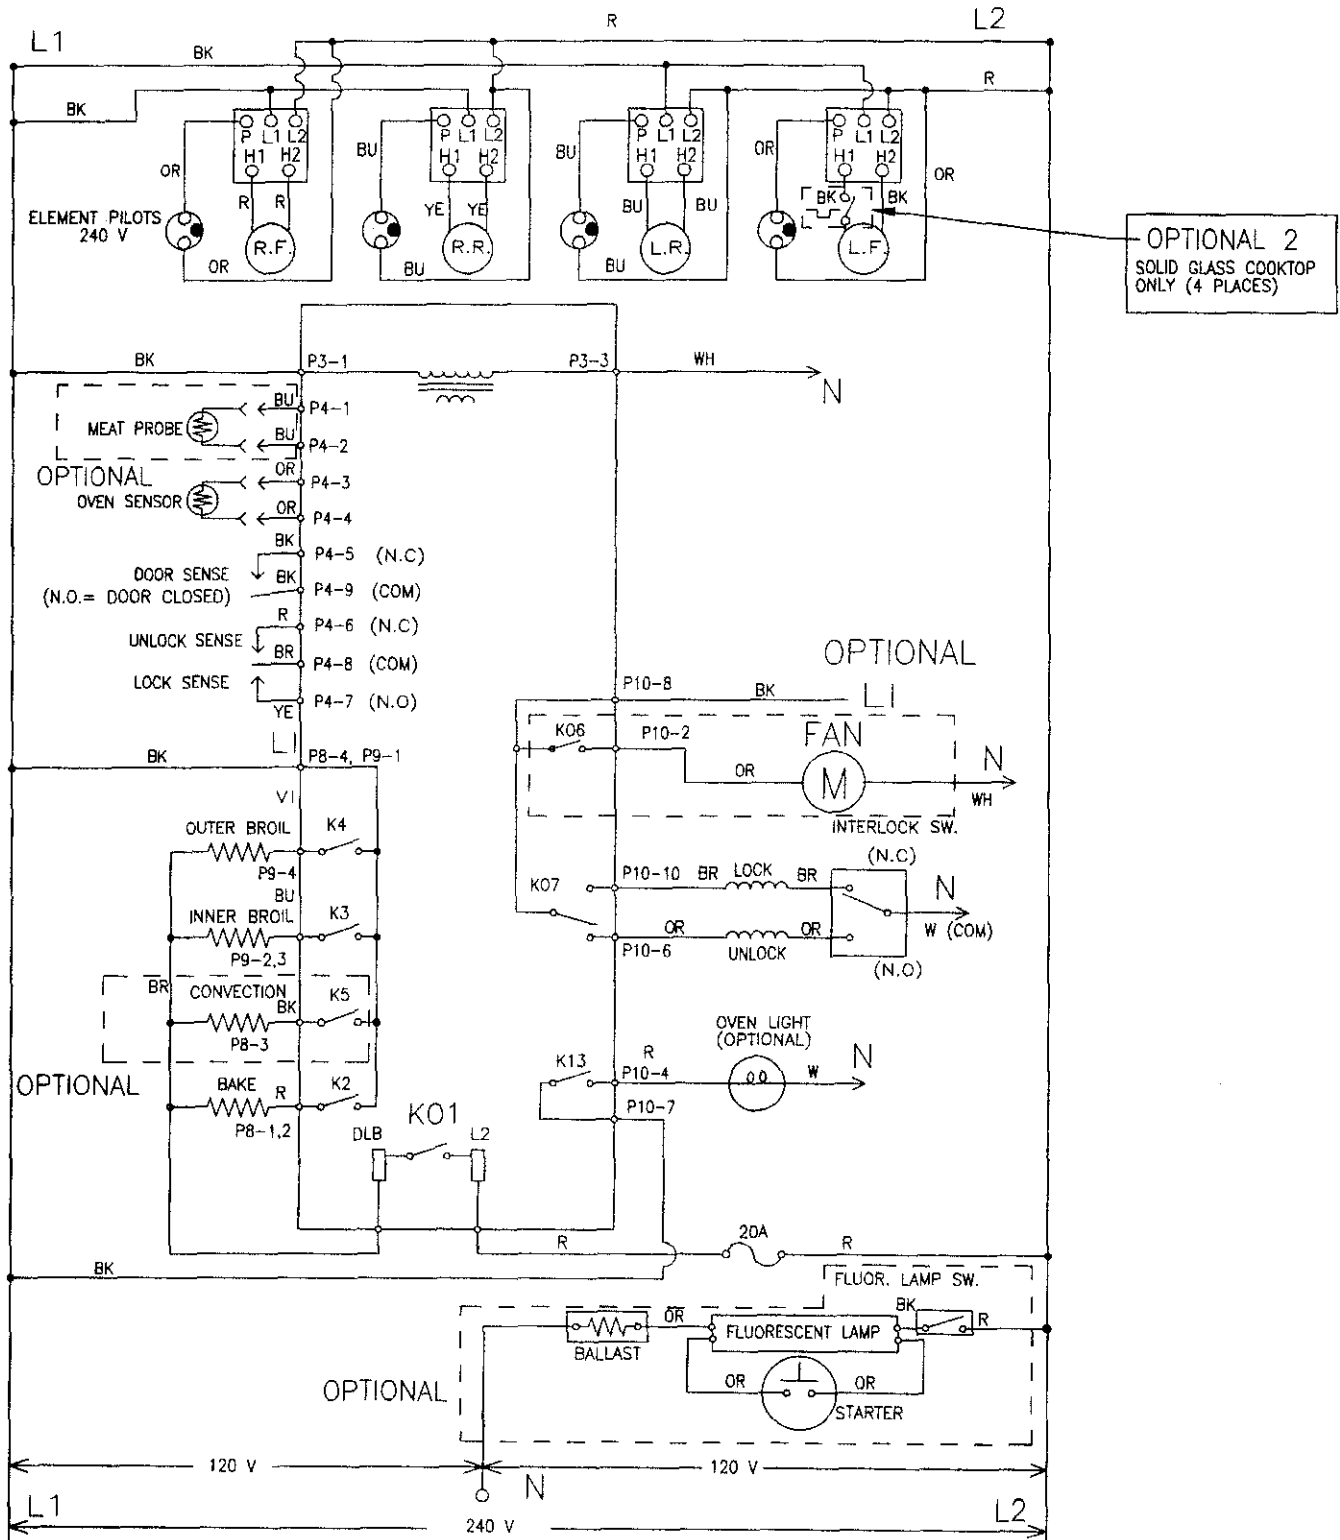 L1
R
L2
BK
BK
R
P L1 L2
H1 H2
P L1 L2
H1 H2
P L1 L2
H1 H2
P L1 L2
H1 H2
OR
BU
BU
OR
OR
R R
YE YE
BU BU
BK BK
ELEMENT PILOTS
240 V
R.F.
R.R.
L.R.
L.F.
OR
BU
BU
OR
OPTIONAL 2
SOLID GLASS COOKTOP
ONLY (4 PLACES)
BK
P3-1
P3-3
WH
N
BU
P4-1
MEAT PROBE
BU
P4-2
OPTIONAL
OR
P4-3
OVEN SENSOR
OR
P4-4
BK
P4-5 (N.C)
DOOR SENSE
BK
(N.O.= DOOR CLOSED)
P4-9 (COM)
R
P4-6 (N.C)
UNLOCK SENSE
BR
P4-8 (COM)
LOCK SENSE
P4-7 (N.O)
YE
OPTIONAL
P10-8
BK
L1
K06
P10-2
FAN
OR
M
N
WH
L1
BK
P8-4, P9-1
VI
OUTER BROIL
K4
P9-4
BU
INNER BROIL
K3
P9-2,3
BR
CONVECTION
BK
K5
P8-3
OPTIONAL
BAKE
R
K2
P8-1,2
INTERLOCK SW.
(N.C)
K07
P10-10
BR
LOCK
BR
N
W (COM)
OR
OR
P10-6
UNLOCK
(N.O)
OVEN LIGHT
(OPTIONAL)
K13
R
P10-4
W
N
P10-7
K01
DLB
L2
R
20A
R
BK
FLUOR. LAMP SW.
BK
R
OR
FLUORESCENT LAMP
BALLAST
OPTIONAL
OR
OR
STARTER
120 V
120 V
N
L1
L2
240 V